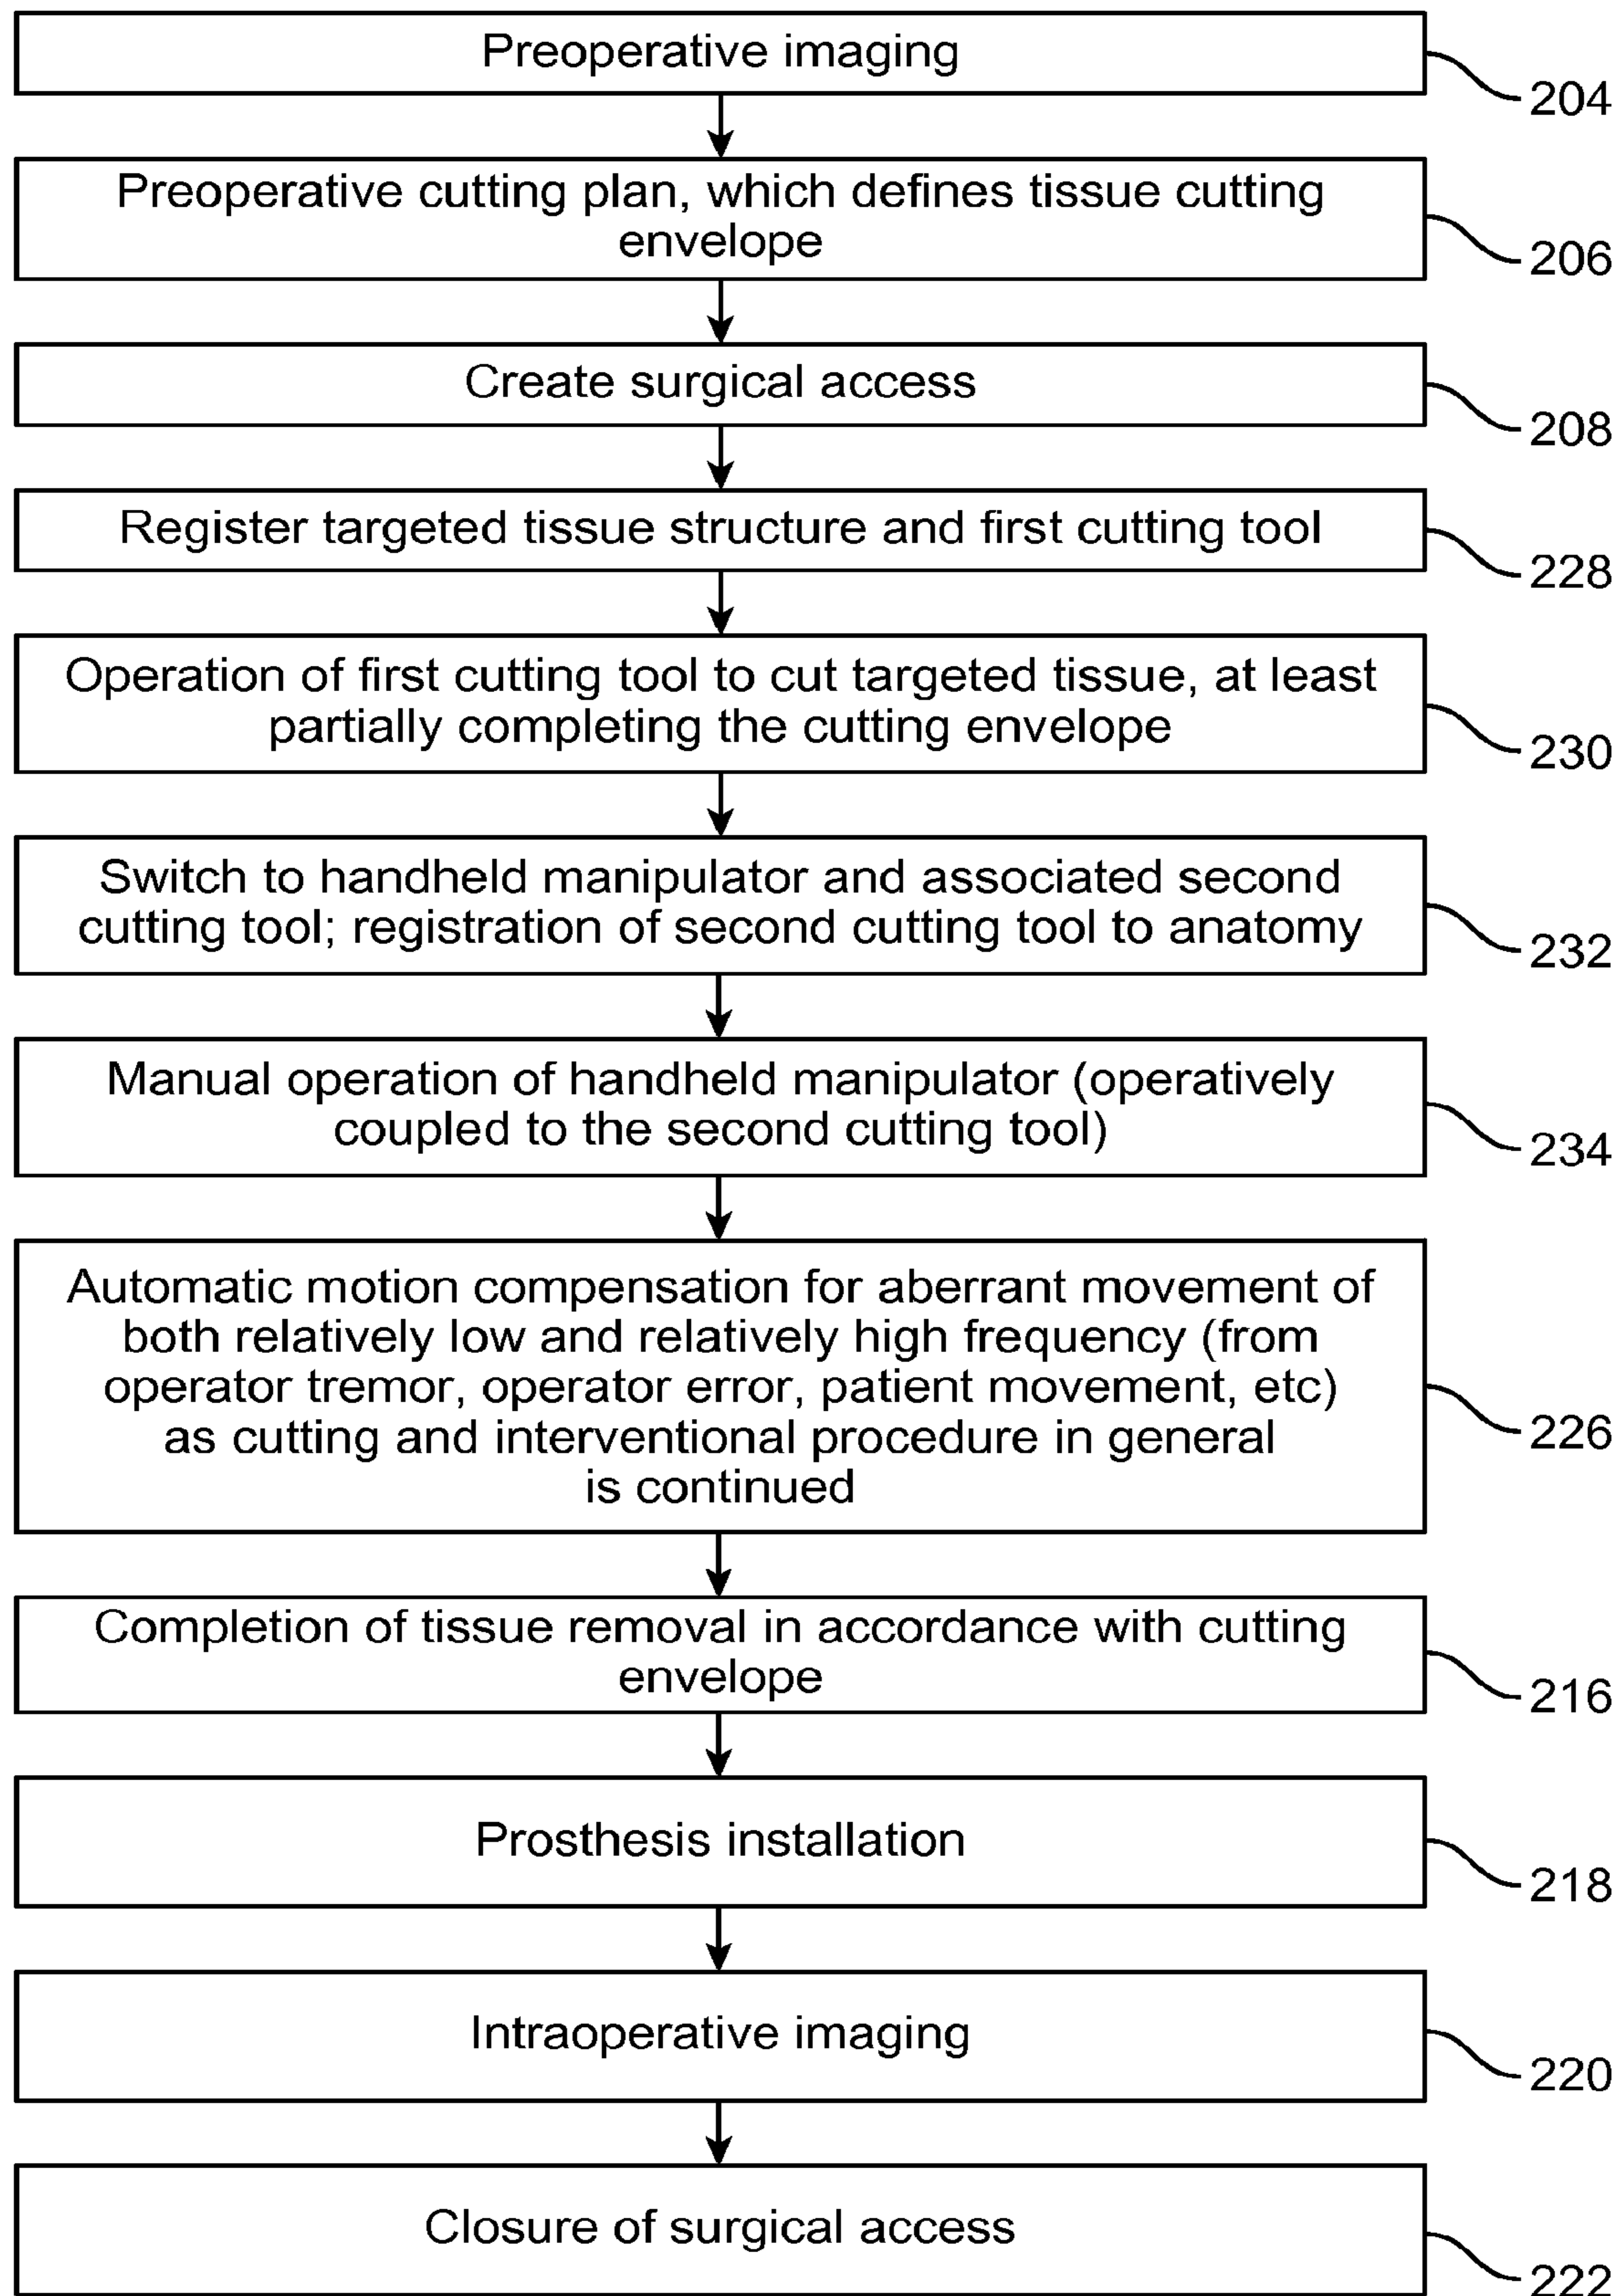 Preoperative imaging
204
Preoperative cutting plan, which defines tissue cutting
envelope
206
Create surgical access
208
Register targeted tissue structure and first cutting tool
228
Operation of first cutting tool to cut targeted tissue, at least
partially completing the cutting envelope
230
Switch to handheld manipulator and associated second
cutting tool; registration of second cutting tool to anatomy
232
Manual operation of handheld manipulator (operatively
coupled to the second cutting tool)
234
Automatic motion compensation for aberrant movement of
both relatively low and relatively high frequency (from
operator tremor, operator error, patient movement, etc)
as cutting and interventional procedure in general
is continued
226
Completion of tissue removal in accordance with cutting
envelope
216
Prosthesis installation
218
Intraoperative imaging
220
Closure of surgical access
222